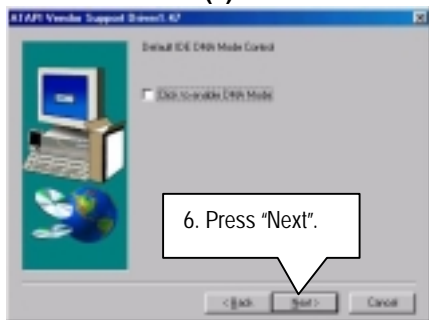 ATAPI Vendor Support Driver1.47
Default IDE DMA Mode Control
Click to enable DMA Mode
6. Press "Next".
< Back
Next >
Cancel